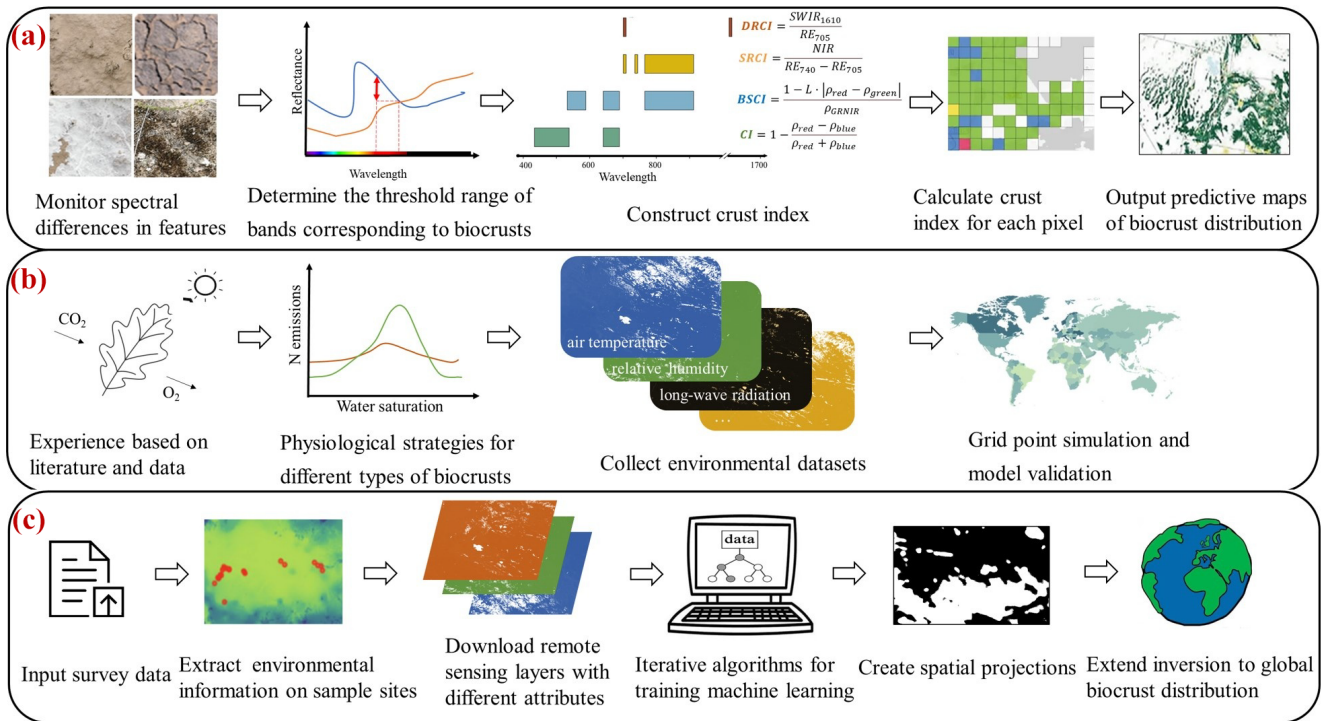 (a)
Monitor spectral
differences in features
Reflectance
Wavelength
Determine the threshold range of
bands corresponding to biocrusts
400
600
800
1700
Wavelength
DRCI = SWIR₁₆₁₀ / RE₇₀₅
SRCI = NIR / RE₇₄₀ − RE₇₀₅
BSCI = 1 − L · |ρred − ρgreen| / ρGRNIR
CI = 1 − ρred − ρblue / ρred + ρblue
Construct crust index
Calculate crust
index for each pixel
Output predictive maps
of biocrust distribution
(b)
CO₂
O₂
Experience based on
literature and data
N emissions
Water saturation
Physiological strategies for
different types of biocrusts
air temperature
relative humidity
long-wave radiation
...
Collect environmental datasets
Grid point simulation and
model validation
(c)
Input survey data
Extract environmental
information on sample sites
Download remote
sensing layers with
different attributes
data
Iterative algorithms for
training machine learning
Create spatial projections
Extend inversion to global
biocrust distribution